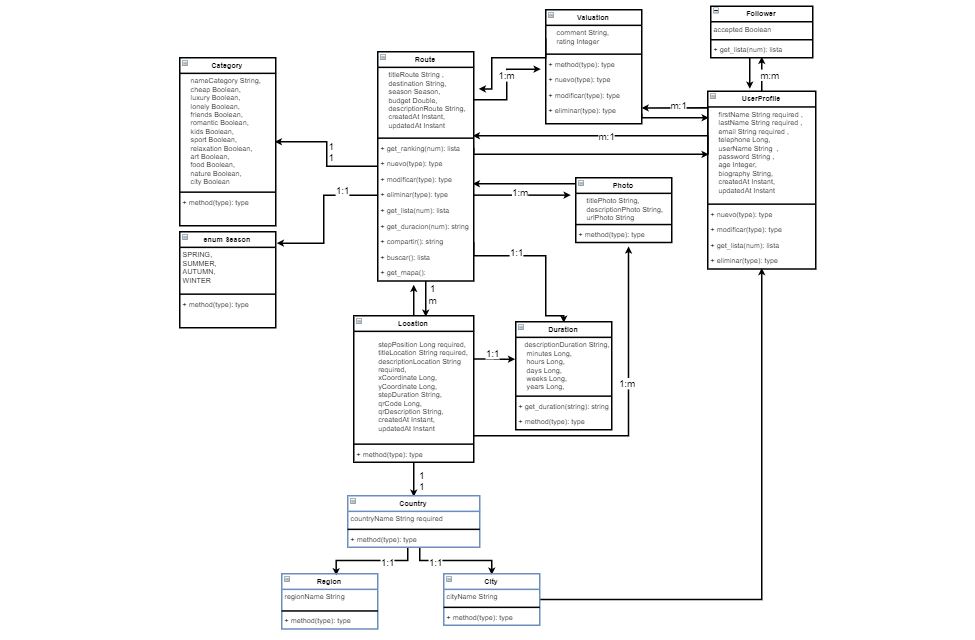 Category
nameCategory String,
cheap Boolean,
luxury Boolean,
lonely Boolean,
friends Boolean,
romantic Boolean,
kids Boolean,
sport Boolean,
relaxation Boolean,
art Boolean,
food Boolean,
nature Boolean,
city Boolean
+ method(type): type
enum Season
SPRING,
SUMMER,
AUTUMN,
WINTER
+ method(type): type
Route
titleRoute String ,
destination String,
season Season,
budget Double,
descriptionRoute String,
createdAt Instant,
updatedAt Instant
+ get_ranking(num): lista
+ nuevo(type): type
+ modificar(type): type
+ eliminar(type): type
+ get_lista(num): lista
+ get_duracion(num): string
+ compartir(): string
+ buscar(): lista
+ get_mapa():
Valuation
comment String,
rating Integer
+ method(type): type
+ nuevo(type): type
+ modificar(type): type
+ eliminar(type): type
Follower
accepted Boolean
+ get_lista(num): lista
UserProfile
firstName String required ,
lastName String required ,
email String required ,
telephone Long,
userName String ,
password String ,
age Integer,
biography String,
createdAt Instant,
updatedAt Instant
+ nuevo(type): type
+ modificar(type): type
+ get_lista(num): lista
+ eliminar(type): type
Photo
titlePhoto String,
descriptionPhoto String,
urlPhoto String
+ method(type): type
Location
stepPosition Long required,
titleLocation String required,
descriptionLocation String
required,
xCoordinate Long,
yCoordinate Long,
stepDuration String,
qrCode Long,
qrDescription String,
createdAt Instant,
updatedAt Instant
+ method(type): type
Duration
descriptionDuration String,
minutes Long,
hours Long,
days Long,
weeks Long,
years Long,
+ get_duration(string): string
+ method(type): type
Country
countryName String required
+ method(type): type
Region
regionName String
+ method(type): type
City
cityName String
+ method(type): type
1:m
m:m
m:1
m:1
1
1
1:1
1:m
1:1
1
m
1:1
1:m
1
1
1:1
1:1